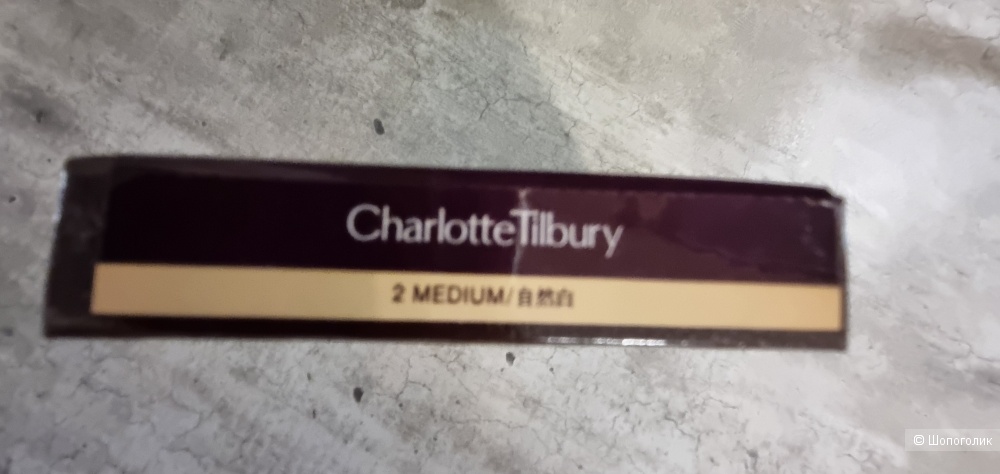 CharlotteTilbury
2 MEDIUM/自然白
© Шопоголик